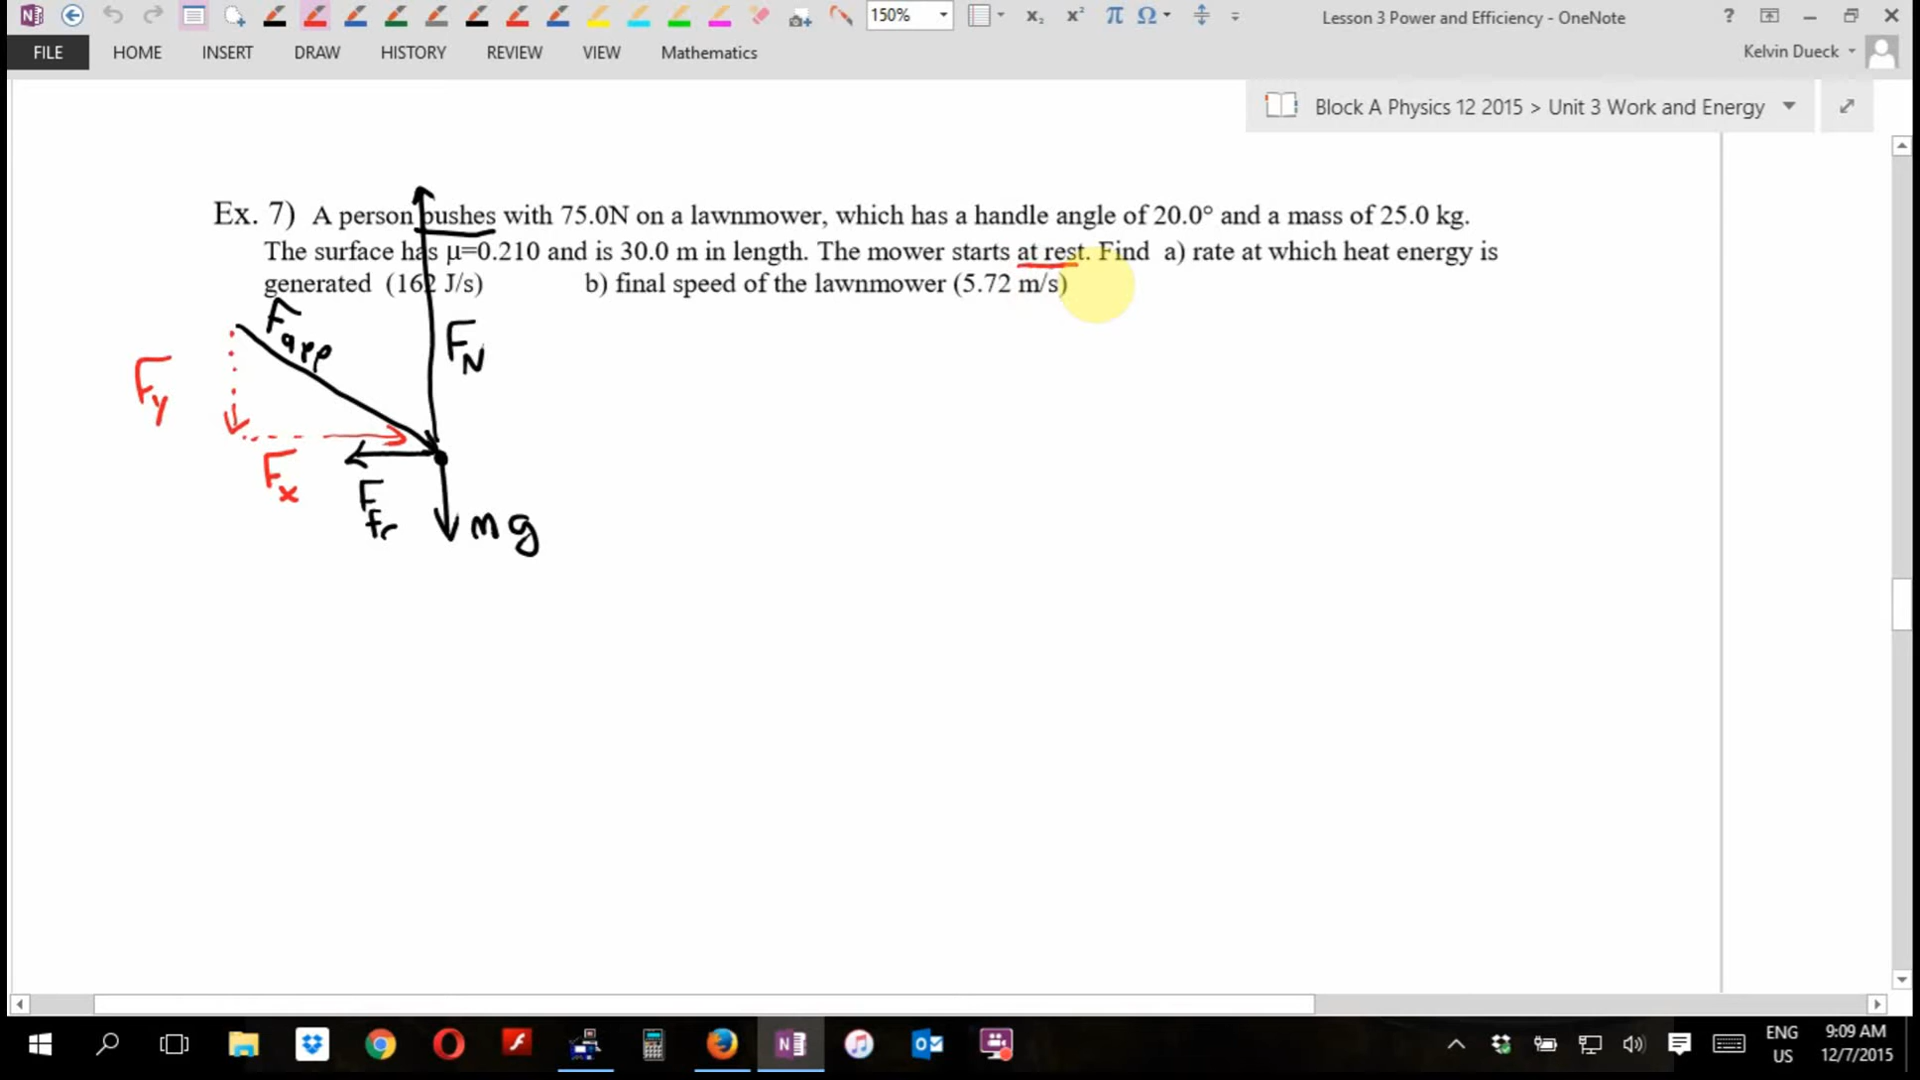 150%
x₂ x² π Ω
Lesson 3 Power and Efficiency - OneNote
?
FILE HOME INSERT DRAW HISTORY REVIEW VIEW Mathematics
Kelvin Dueck
Block A Physics 12 2015 > Unit 3 Work and Energy
Ex. 7) A person pushes with 75.0N on a lawnmower, which has a handle angle of 20.0° and a mass of 25.0 kg.
The surface has μ=0.210 and is 30.0 m in length. The mower starts at rest. Find a) rate at which heat energy is
generated (162 J/s) b) final speed of the lawnmower (5.72 m/s)
Fapp
FN
Fy
Fx
Ffr
mg
ENG
US
9:09 AM
12/7/2015